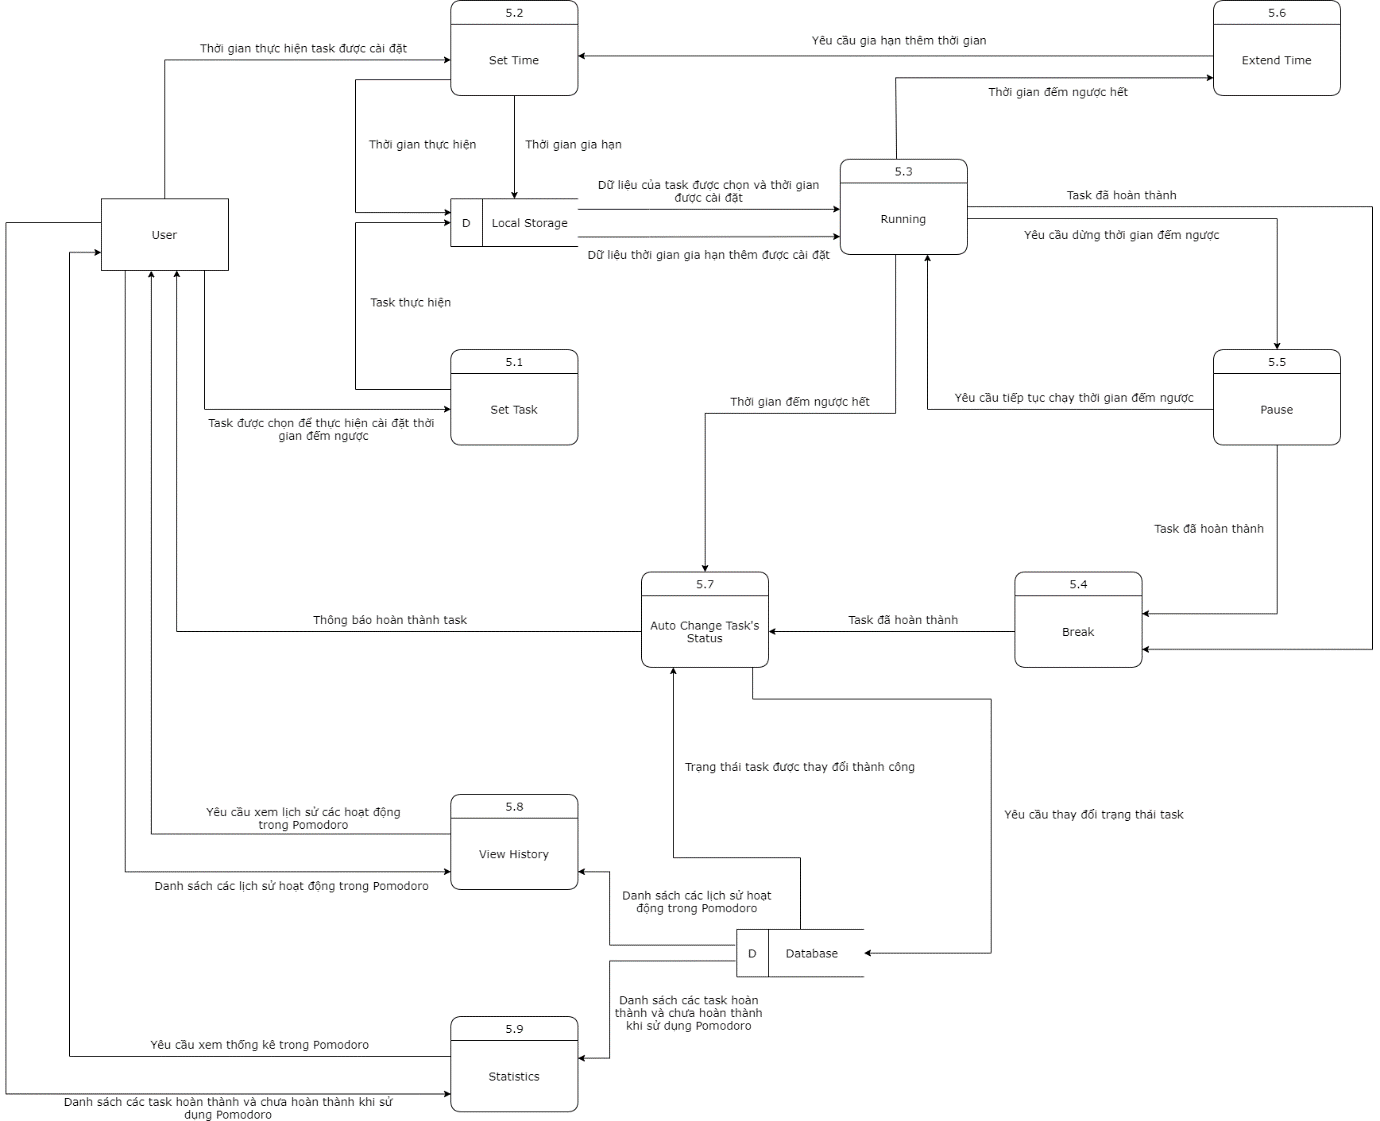 5.2
Set Time
5.6
Extend Time
Thời gian thực hiện task được cài đặt
Yêu cầu gia hạn thêm thời gian
Thời gian đếm ngược hết
Thời gian thực hiện
Thời gian gia hạn
5.3
Running
Dữ liệu của task được chọn và thời gian
được cài đặt
Task đã hoàn thành
User
D
Local Storage
Yêu cầu dừng thời gian đếm ngược
Dữ liệu thời gian gia hạn thêm được cài đặt
Task thực hiện
5.1
Set Task
5.5
Pause
Thời gian đếm ngược hết
Yêu cầu tiếp tục chạy thời gian đếm ngược
Task được chọn để thực hiện cài đặt thời
gian đếm ngược
Task đã hoàn thành
5.7
Auto Change Task's
Status
5.4
Break
Thông báo hoàn thành task
Task đã hoàn thành
Trạng thái task được thay đổi thành công
Yêu cầu thay đổi trạng thái task
5.8
View History
Yêu cầu xem lịch sử các hoạt động
trong Pomodoro
Danh sách các lịch sử hoạt động trong Pomodoro
Danh sách các lịch sử hoạt
động trong Pomodoro
D
Database
Danh sách các task hoàn
thành và chưa hoàn thành
khi sử dụng Pomodoro
5.9
Statistics
Yêu cầu xem thống kê trong Pomodoro
Danh sách các task hoàn thành và chưa hoàn thành khi sử
dụng Pomodoro